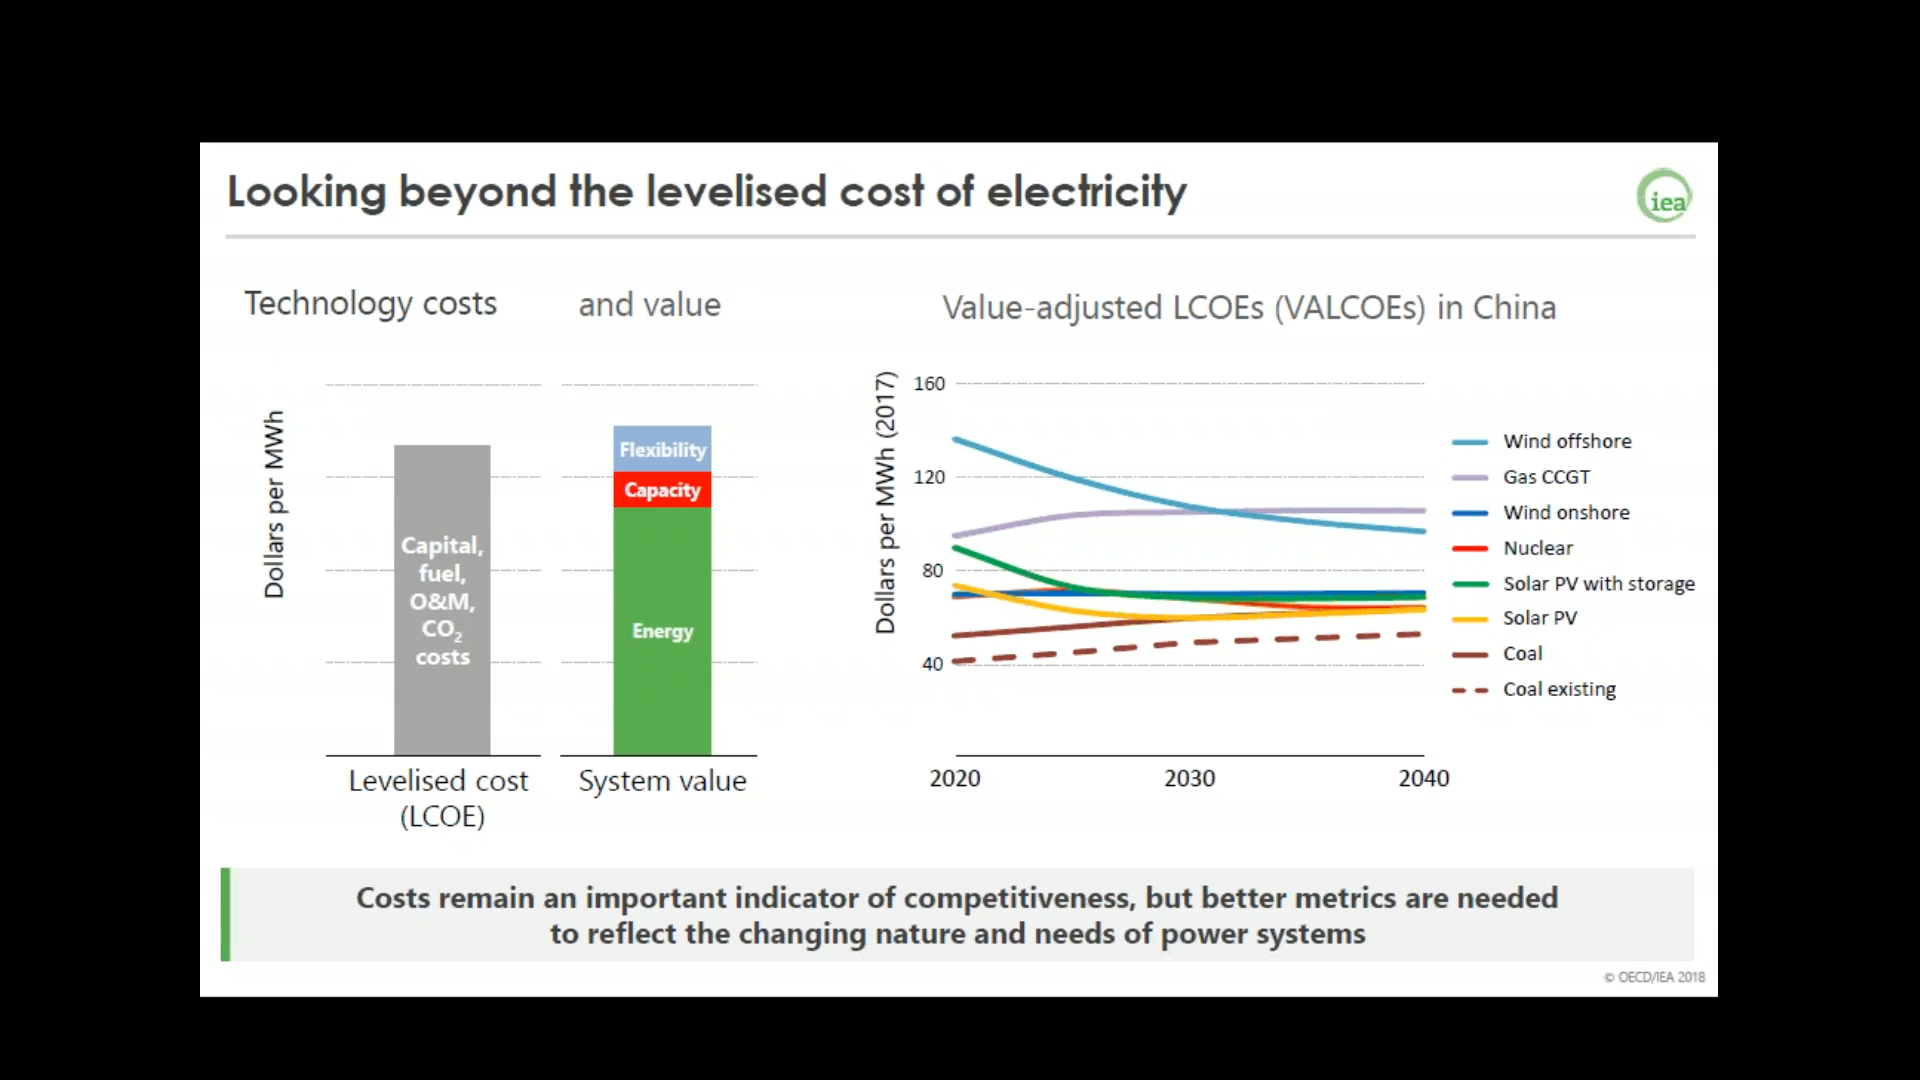 Looking beyond the levelised cost of electricity
iea
Technology costs
and value
Dollars per MWh
Capital,
fuel,
O&M,
CO2
costs
Flexibility
Capacity
Energy
Levelised cost
(LCOE)
System value
Value-adjusted LCOEs (VALCOEs) in China
Dollars per MWh (2017)
160
120
80
40
2020
2030
2040
Wind offshore
Gas CCGT
Wind onshore
Nuclear
Solar PV with storage
Solar PV
Coal
Coal existing
Costs remain an important indicator of competitiveness, but better metrics are needed
to reflect the changing nature and needs of power systems
© OECD/IEA 2018